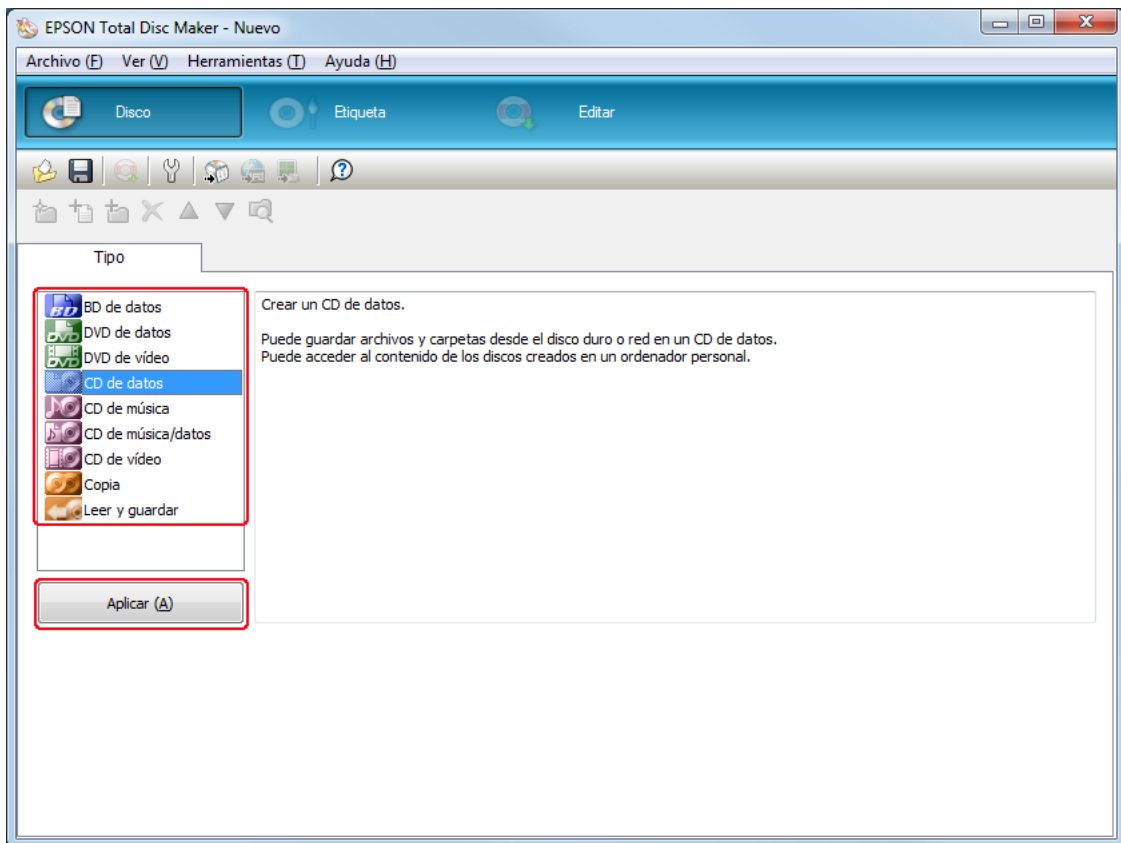 EPSON Total Disc Maker - Nuevo
Archivo (F) Ver (V) Herramientas (T) Ayuda (H)
Disco Etiqueta Editar
Tipo
BD BD de datos
DVD DVD de datos
DVD DVD de vídeo
CD de datos
CD de música
CD de música/datos
CD de vídeo
Copia
Leer y guardar
Aplicar (A)
Crear un CD de datos.
Puede guardar archivos y carpetas desde el disco duro o red en un CD de datos.
Puede acceder al contenido de los discos creados en un ordenador personal.